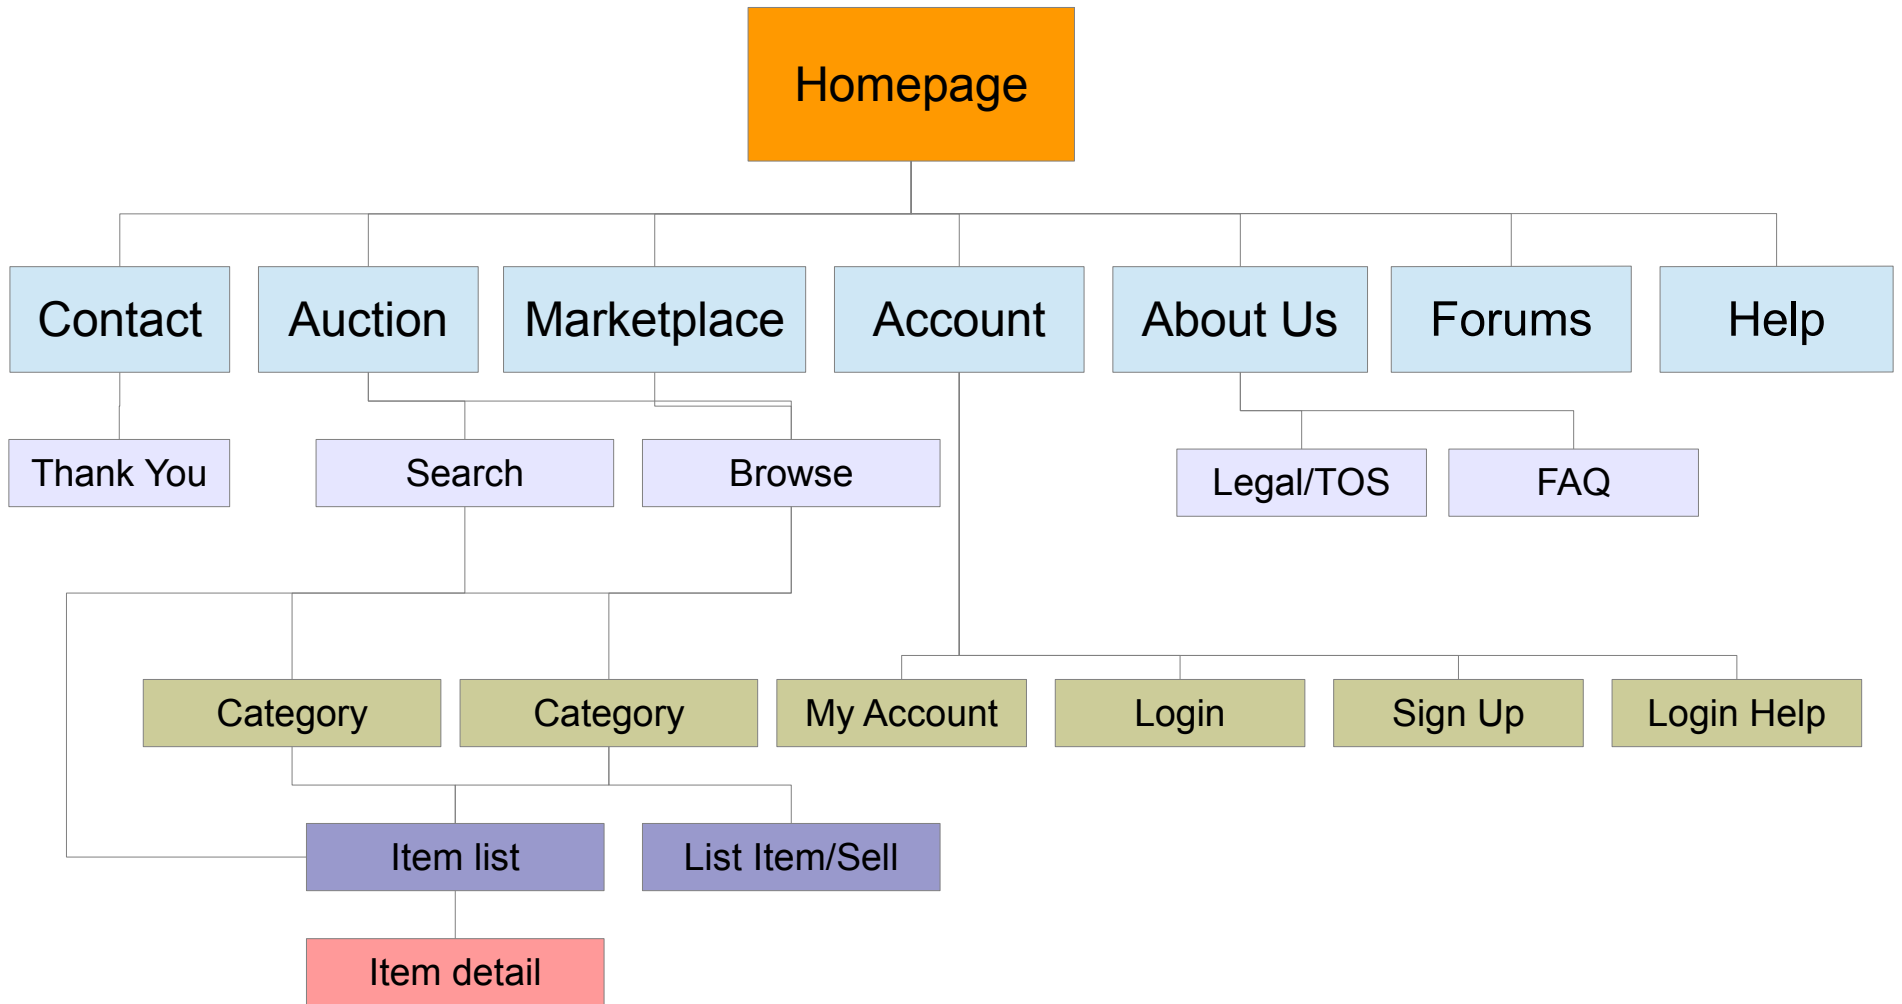 Homepage
Contact
Auction
Marketplace
Account
About Us
Forums
Help
Thank You
Search
Browse
Legal/TOS
FAQ
Category
Category
My Account
Login
Sign Up
Login Help
Item list
List Item/Sell
Item detail